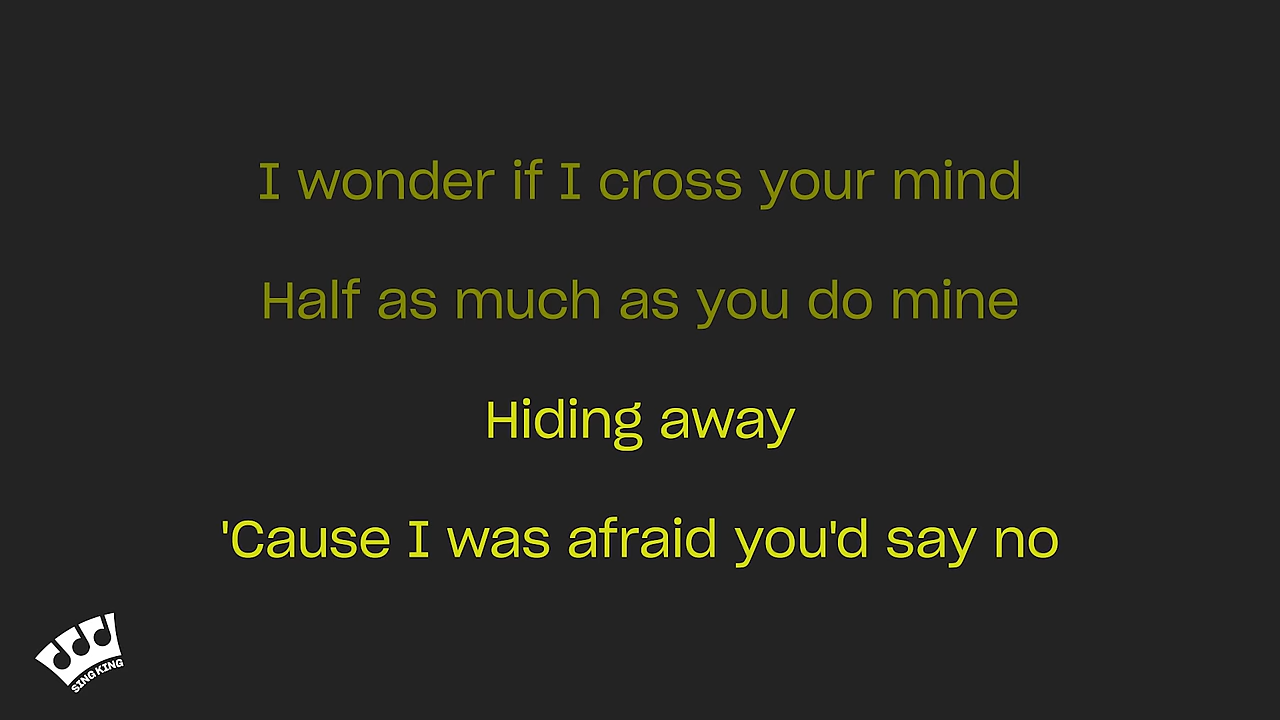 I wonder if I cross your mind
Half as much as you do mine
Hiding away
'Cause I was afraid you'd say no
SING KING